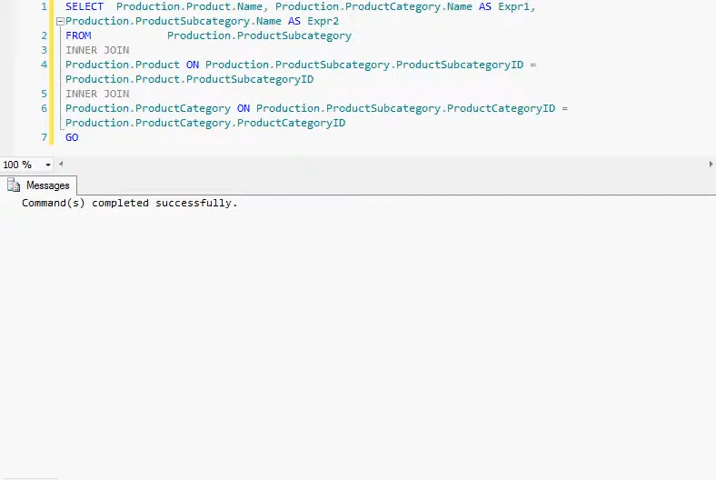 1 SELECT Production.Product.Name, Production.ProductCategory.Name AS Expr1,
Production.ProductSubcategory.Name AS Expr2
2 FROM Production.ProductSubcategory
3 INNER JOIN
4 Production.Product ON Production.ProductSubcategory.ProductSubcategoryID =
Production.Product.ProductSubcategoryID
5 INNER JOIN
6 Production.ProductCategory ON Production.ProductSubcategory.ProductCategoryID =
Production.ProductCategory.ProductCategoryID
7 GO
100 %
Messages
Command(s) completed successfully.